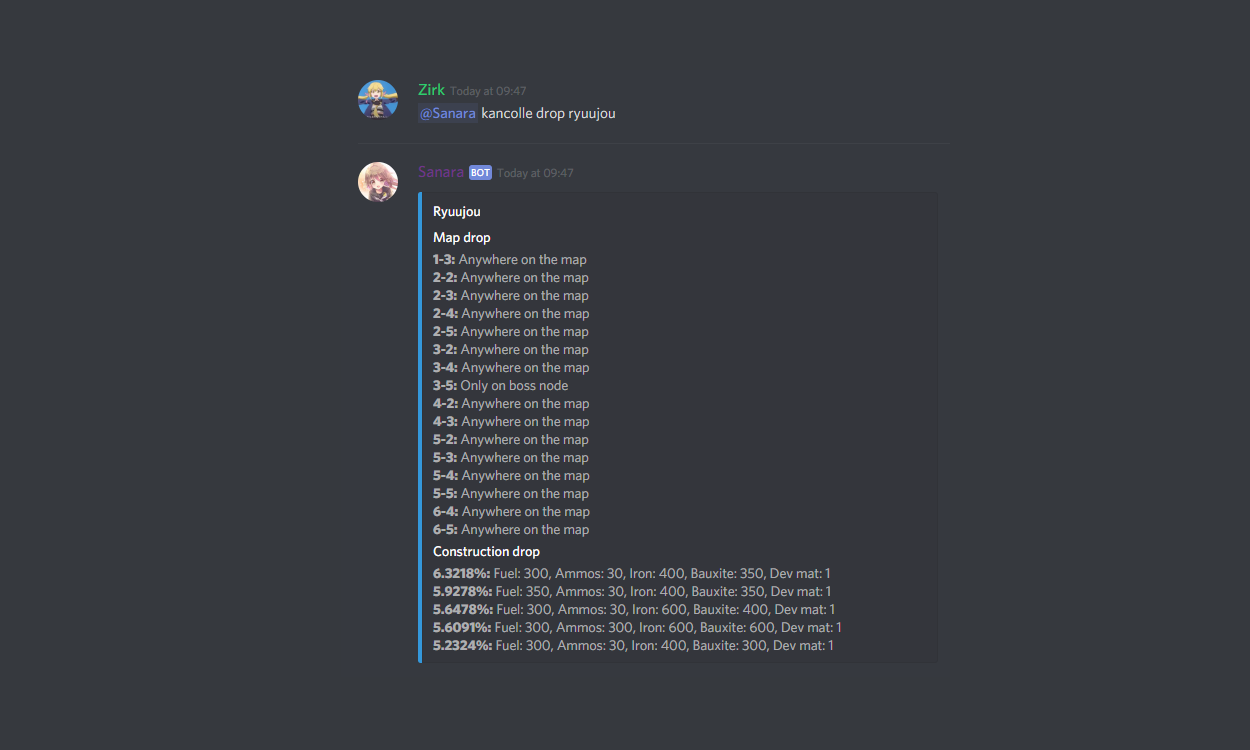 Zirk Today at 09:47
@Sanara kancolle drop ryuujou
Sanara BOT Today at 09:47
Ryuujou
Map drop
1-3: Anywhere on the map
2-2: Anywhere on the map
2-3: Anywhere on the map
2-4: Anywhere on the map
2-5: Anywhere on the map
3-2: Anywhere on the map
3-4: Anywhere on the map
3-5: Only on boss node
4-2: Anywhere on the map
4-3: Anywhere on the map
5-2: Anywhere on the map
5-3: Anywhere on the map
5-4: Anywhere on the map
5-5: Anywhere on the map
6-4: Anywhere on the map
6-5: Anywhere on the map
Construction drop
6.3218%: Fuel: 300, Ammos: 30, Iron: 400, Bauxite: 350, Dev mat: 1
5.9278%: Fuel: 350, Ammos: 30, Iron: 400, Bauxite: 350, Dev mat: 1
5.6478%: Fuel: 300, Ammos: 30, Iron: 600, Bauxite: 400, Dev mat: 1
5.6091%: Fuel: 300, Ammos: 300, Iron: 600, Bauxite: 600, Dev mat: 1
5.2324%: Fuel: 300, Ammos: 30, Iron: 400, Bauxite: 300, Dev mat: 1